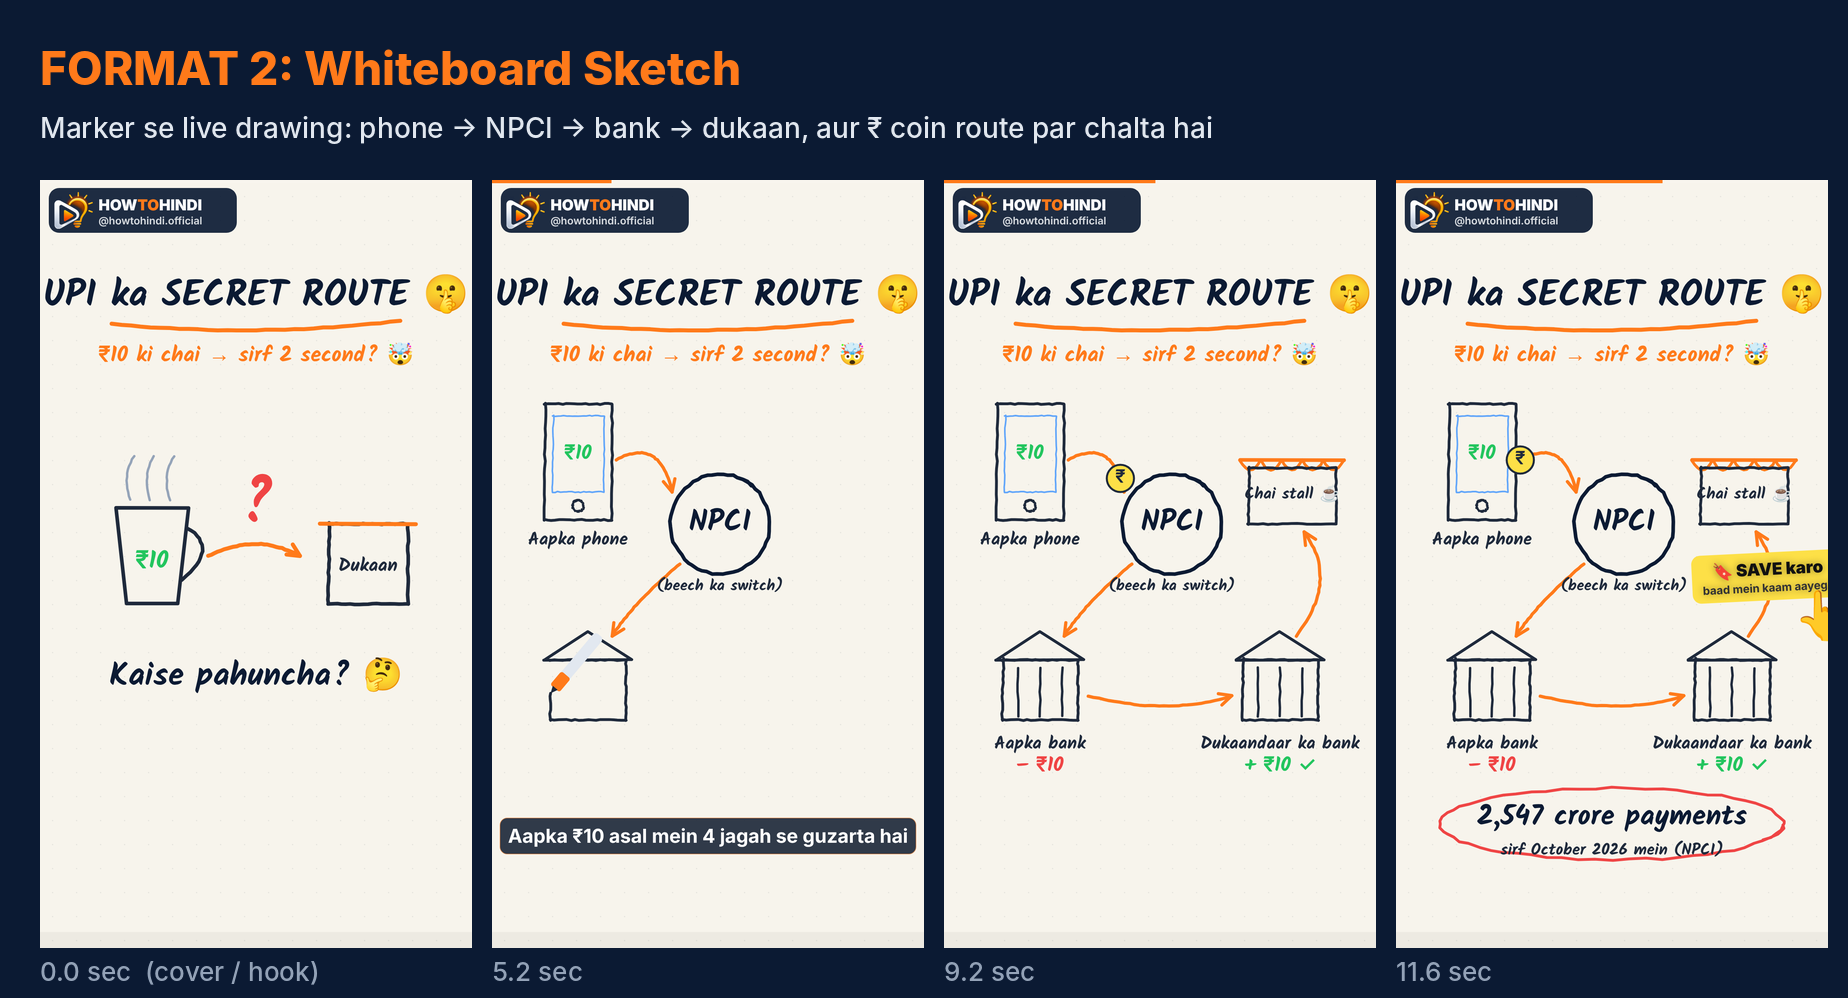 FORMAT 2: Whiteboard Sketch
Marker se live drawing: phone → NPCI → bank → dukaan, aur ₹ coin route par chalta hai
HOWTOHINDI
@howtohindi.official
UPI ka SECRET ROUTE 🤫
₹10 ki chai → sirf 2 second? 🤯
?
₹10
Dukaan
Kaise pahuncha? 🤔
0.0 sec (cover / hook)
HOWTOHINDI
@howtohindi.official
UPI ka SECRET ROUTE 🤫
₹10 ki chai → sirf 2 second? 🤯
₹10
NPCI
Aapka phone
(beech ka switch)
Aapka ₹10 asal mein 4 jagah se guzarta hai
5.2 sec
HOWTOHINDI
@howtohindi.official
UPI ka SECRET ROUTE 🤫
₹10 ki chai → sirf 2 second? 🤯
₹10
₹
Chai stall ☕
NPCI
Aapka phone
(beech ka switch)
Aapka bank
− ₹10
Dukaandaar ka bank
+ ₹10 ✓
9.2 sec
HOWTOHINDI
@howtohindi.official
UPI ka SECRET ROUTE 🤫
₹10 ki chai → sirf 2 second? 🤯
₹10
₹
Chai stall ☕
NPCI
Aapka phone
(beech ka switch)
🔖 SAVE karo
baad mein kaam aayeg
Aapka bank
− ₹10
Dukaandaar ka bank
+ ₹10 ✓
2,547 crore payments
sirf October 2026 mein (NPCI)
11.6 sec